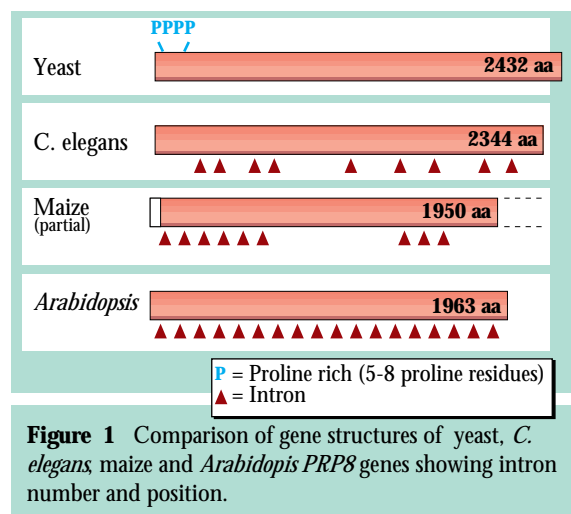 PPPP
Yeast
2432 aa
C. elegans
2344 aa
Maize
(partial)
1950 aa
Arabidopsis
1963 aa
P = Proline rich (5-8 proline residues)
▲ = Intron
Figure 1 Comparison of gene structures of yeast, C.
elegans, maize and Arabidopis PRP8 genes showing intron
number and position.